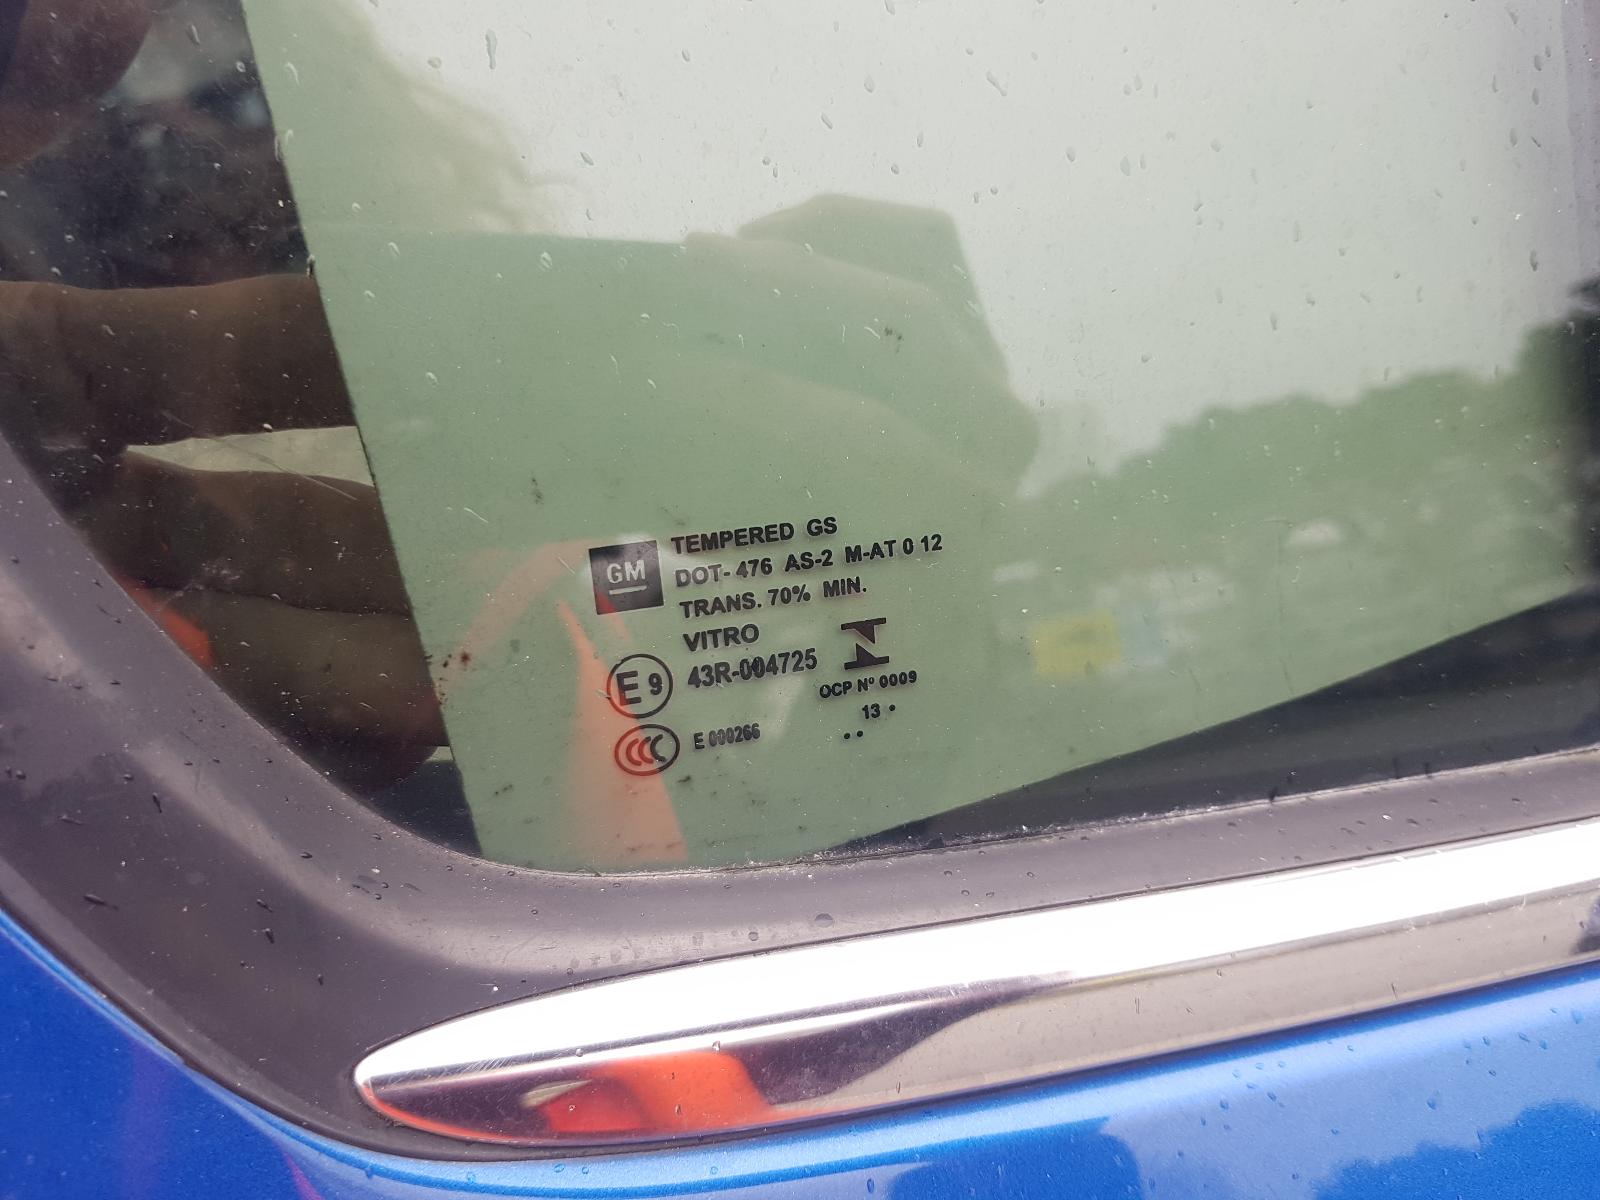 GM
TEMPERED GS
DOT- 476 AS-2 M-AT 0 12
TRANS. 70% MIN.
VITRO
E 9 43R-004725
OCP Nº 0009
13 •
••
CCC E 000266